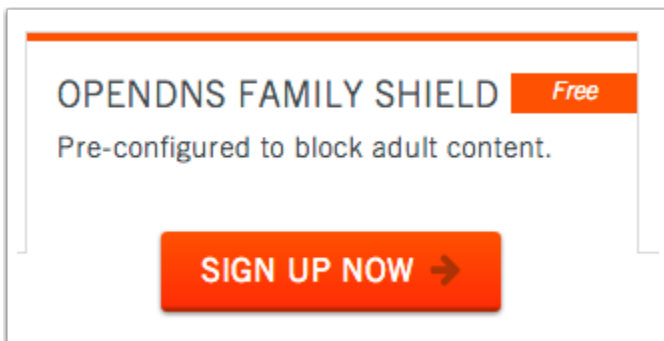 OPENDNS FAMILY SHIELD Free
Pre-configured to block adult content.
SIGN UP NOW